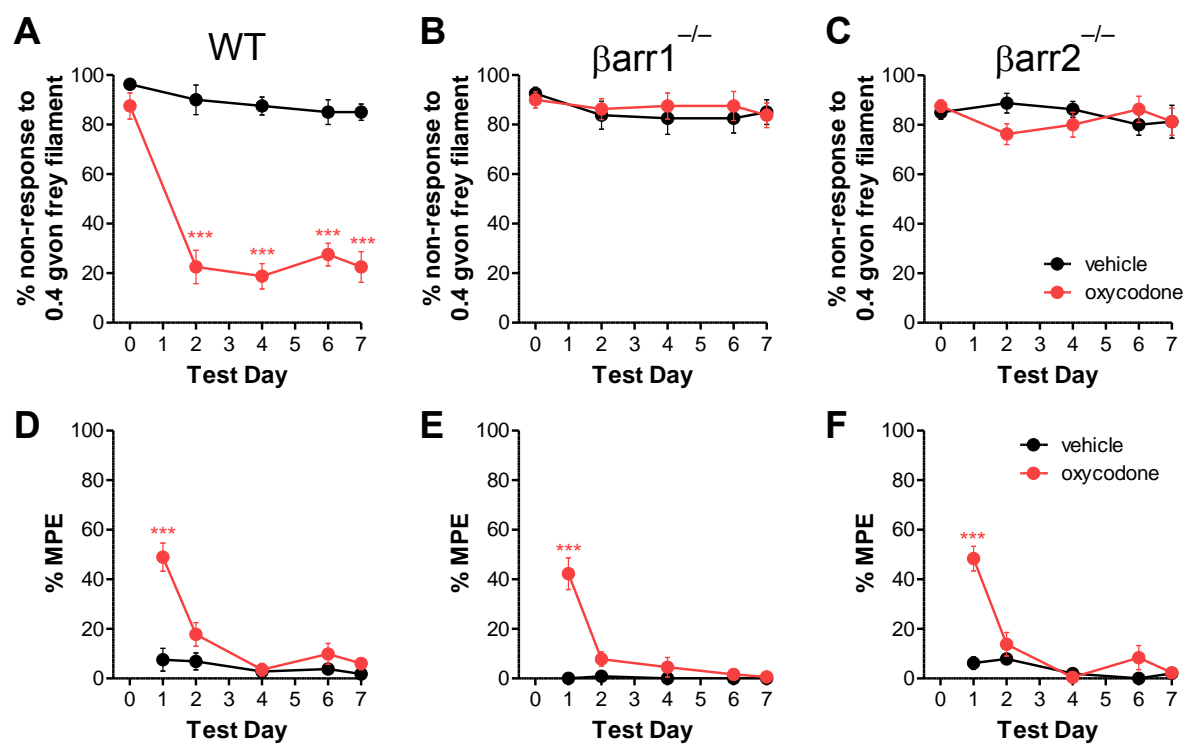 A
WT
% non-response to
0.4 gvon frey filament
100
80
60
40
20
0
***
***
***
***
0 1 2 3 4 5 6 7
Test Day
B
βarr1–/–
% non-response to
0.4 gvon frey filament
100
80
60
40
20
0
0 1 2 3 4 5 6 7
Test Day
C
βarr2–/–
% non-response to
0.4 gvon frey filament
100
80
60
40
20
0
vehicle
oxycodone
0 1 2 3 4 5 6 7
Test Day
D
% MPE
100
80
60
40
20
0
***
0 1 2 3 4 5 6 7
Test Day
E
% MPE
100
80
60
40
20
0
***
0 1 2 3 4 5 6 7
Test Day
F
% MPE
100
80
60
40
20
0
vehicle
oxycodone
***
0 1 2 3 4 5 6 7
Test Day